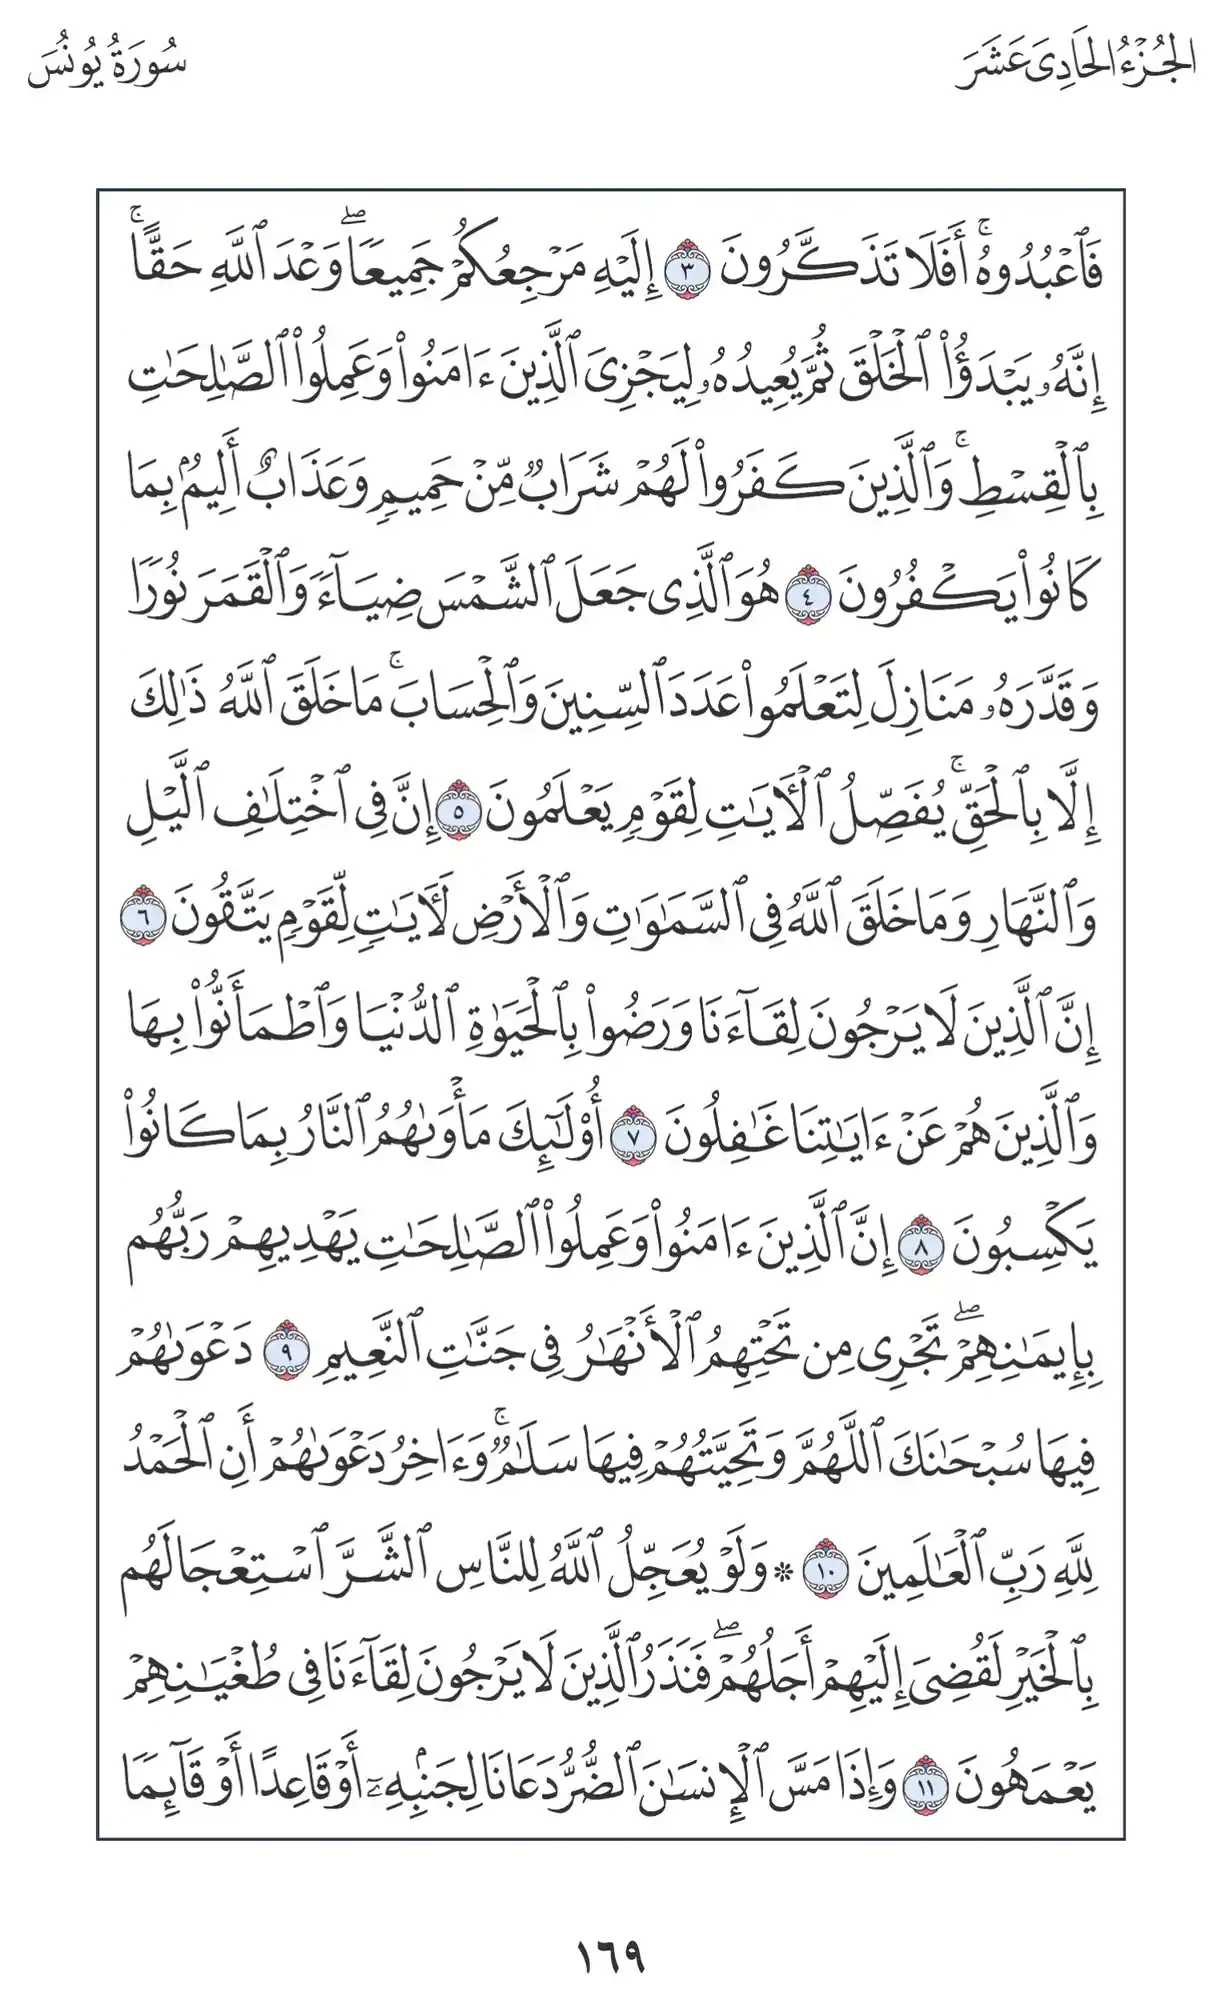 الجُزْءُ الحَادِي عَشَرَ
سُورَةُ يُونُسَ
فَٱعۡبُدُوهُۚ أَفَلَا تَذَكَّرُونَ ٣ إِلَيۡهِ مَرۡجِعُكُمۡ جَمِيعٗاۖ وَعۡدَ ٱللَّهِ حَقًّاۚ
إِنَّهُۥ يَبۡدَؤُاْ ٱلۡخَلۡقَ ثُمَّ يُعِيدُهُۥ لِيَجۡزِيَ ٱلَّذِينَ ءَامَنُواْ وَعَمِلُواْ ٱلصَّٰلِحَٰتِ
بِٱلۡقِسۡطِۚ وَٱلَّذِينَ كَفَرُواْ لَهُمۡ شَرَابٞ مِّنۡ حَمِيمٖ وَعَذَابٌ أَلِيمُۢ بِمَا
كَانُواْ يَكۡفُرُونَ ٤ هُوَ ٱلَّذِي جَعَلَ ٱلشَّمۡسَ ضِيَآءٗ وَٱلۡقَمَرَ نُورٗا
وَقَدَّرَهُۥ مَنَازِلَ لِتَعۡلَمُواْ عَدَدَ ٱلسِّنِينَ وَٱلۡحِسَابَۚ مَا خَلَقَ ٱللَّهُ ذَٰلِكَ
إِلَّا بِٱلۡحَقِّۚ يُفَصِّلُ ٱلۡأٓيَٰتِ لِقَوۡمٖ يَعۡلَمُونَ ٥ إِنَّ فِي ٱخۡتِلَٰفِ ٱلَّيۡلِ
وَٱلنَّهَارِ وَمَا خَلَقَ ٱللَّهُ فِي ٱلسَّمَٰوَٰتِ وَٱلۡأَرۡضِ لَأٓيَٰتٖ لِّقَوۡمٖ يَتَّقُونَ ٦
إِنَّ ٱلَّذِينَ لَا يَرۡجُونَ لِقَآءَنَا وَرَضُواْ بِٱلۡحَيَوٰةِ ٱلدُّنۡيَا وَٱطۡمَأَنُّواْ بِهَا
وَٱلَّذِينَ هُمۡ عَنۡ ءَايَٰتِنَا غَٰفِلُونَ ٧ أُوْلَٰٓئِكَ مَأۡوَىٰهُمُ ٱلنَّارُ بِمَا كَانُواْ
يَكۡسِبُونَ ٨ إِنَّ ٱلَّذِينَ ءَامَنُواْ وَعَمِلُواْ ٱلصَّٰلِحَٰتِ يَهۡدِيهِمۡ رَبُّهُم
بِإِيمَٰنِهِمۡۖ تَجۡرِي مِن تَحۡتِهِمُ ٱلۡأَنۡهَٰرُ فِي جَنَّٰتِ ٱلنَّعِيمِ ٩ دَعۡوَىٰهُمۡ
فِيهَا سُبۡحَٰنَكَ ٱللَّهُمَّ وَتَحِيَّتُهُمۡ فِيهَا سَلَٰمٞۚ وَءَاخِرُ دَعۡوَىٰهُمۡ أَنِ ٱلۡحَمۡدُ
لِلَّهِ رَبِّ ٱلۡعَٰلَمِينَ ١٠ ۞ وَلَوۡ يُعَجِّلُ ٱللَّهُ لِلنَّاسِ ٱلشَّرَّ ٱسۡتِعۡجَالَهُم
بِٱلۡخَيۡرِ لَقُضِيَ إِلَيۡهِمۡ أَجَلُهُمۡۖ فَنَذَرُ ٱلَّذِينَ لَا يَرۡجُونَ لِقَآءَنَا فِي طُغۡيَٰنِهِمۡ
يَعۡمَهُونَ ١١ وَإِذَا مَسَّ ٱلۡإِنسَٰنَ ٱلضُّرُّ دَعَانَا لِجَنۢبِهِۦٓ أَوۡ قَاعِدًا أَوۡ قَآئِمٗا
١٦٩